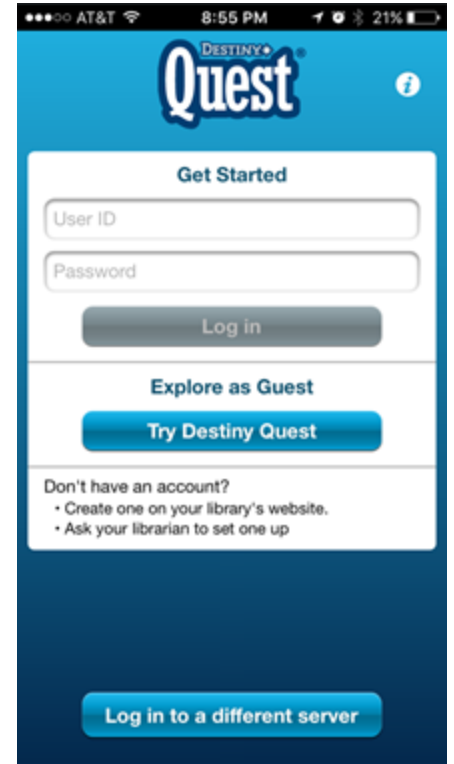 AT&T 8:55 PM 21%
DESTINY
Quest®
i
Get Started
User ID
Password
Log in
Explore as Guest
Try Destiny Quest
Don't have an account?
• Create one on your library's website.
• Ask your librarian to set one up
Log in to a different server